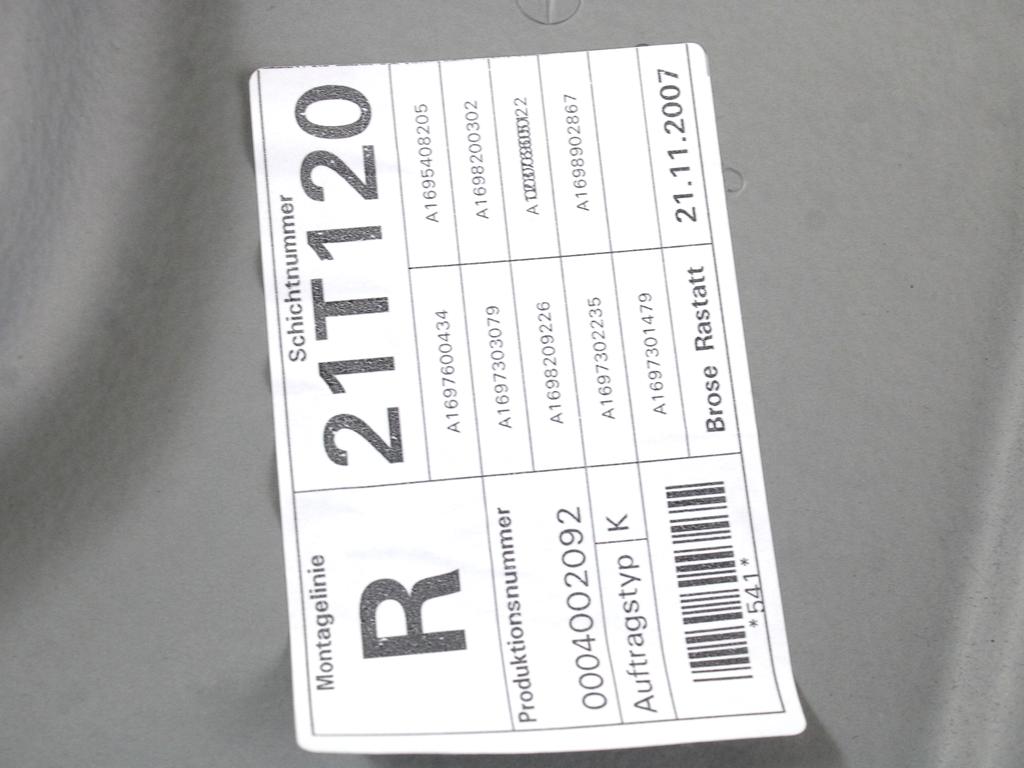 Montagelinie
R
Schichtnummer
21T120
Produktionsnummer
0004002092
Auftragstyp K
*541*
A1697600434
A1695408205
A1697303079
A1698200302
A1698209226
A1697302235
A1698902867
A1697301479
Brose Rastatt
21.11.2007